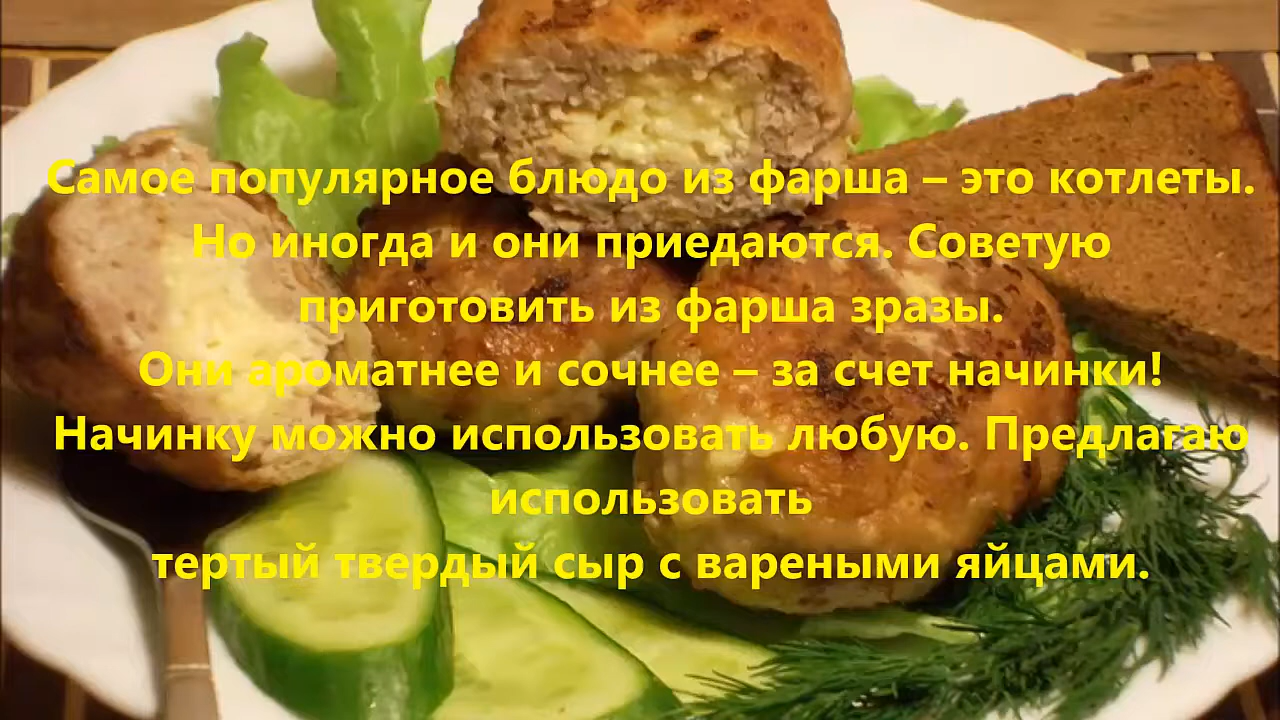 Самое популярное блюдо из фарша – это котлеты.
Но иногда и они приедаются. Советую
приготовить из фарша зразы.
Они ароматнее и сочнее – за счет начинки!
Начинку можно использовать любую. Предлагаю
использовать
тертый твердый сыр с вареными яйцами.